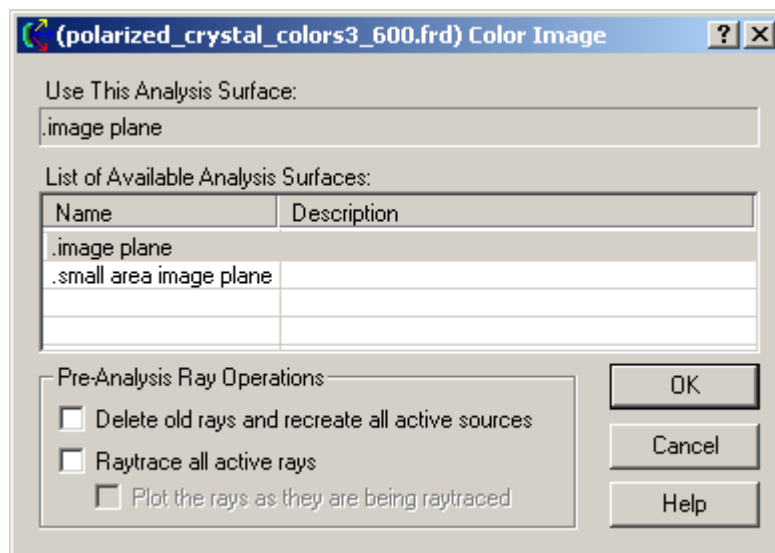 (polarized_crystal_colors3_600.frd) Color Image
Use This Analysis Surface:
.image plane
List of Available Analysis Surfaces:
Name Description
.image plane
.small area image plane
Pre-Analysis Ray Operations
Delete old rays and recreate all active sources
Raytrace all active rays
Plot the rays as they are being raytraced
OK
Cancel
Help